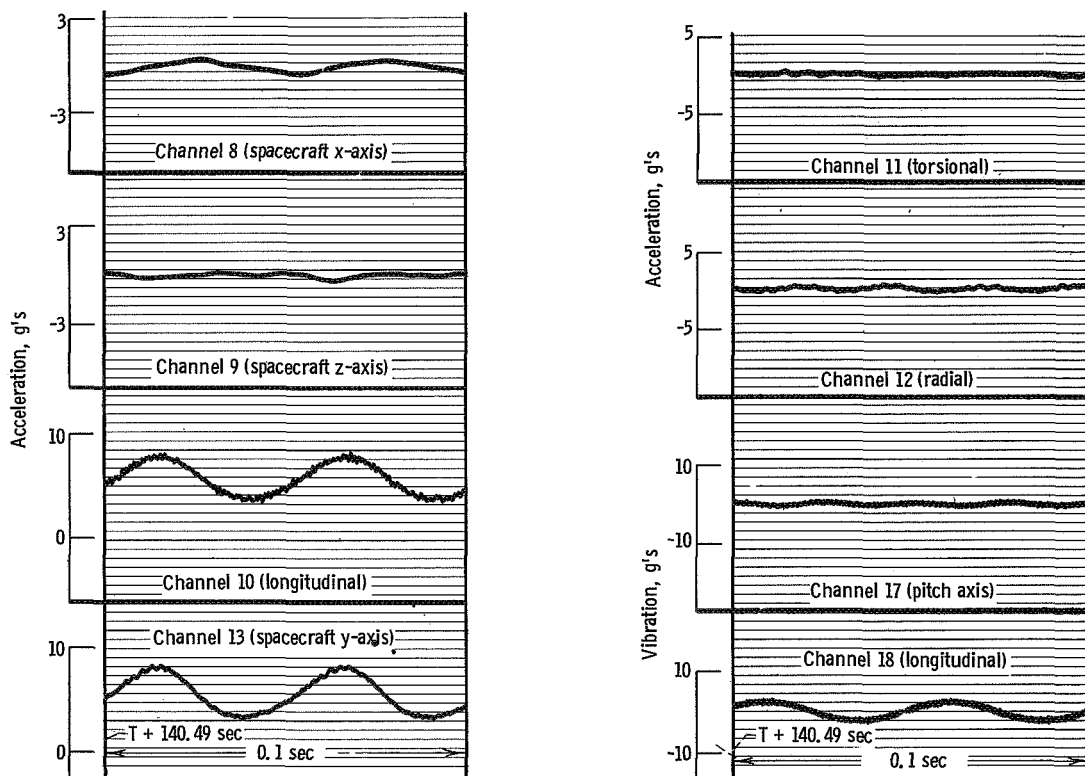 3
-3
Channel 8 (spacecraft x-axis)
3
-3
Channel 9 (spacecraft z-axis)
Acceleration, g's
10
0
Channel 10 (longitudinal)
Channel 13 (spacecraft y-axis)
10
0
T + 140.49 sec
0.1 sec
5
-5
Channel 11 (torsional)
Acceleration, g's
5
-5
Channel 12 (radial)
10
-10
Channel 17 (pitch axis)
Vibration, g's
Channel 18 (longitudinal)
10
-10
T + 140.49 sec
0.1 sec